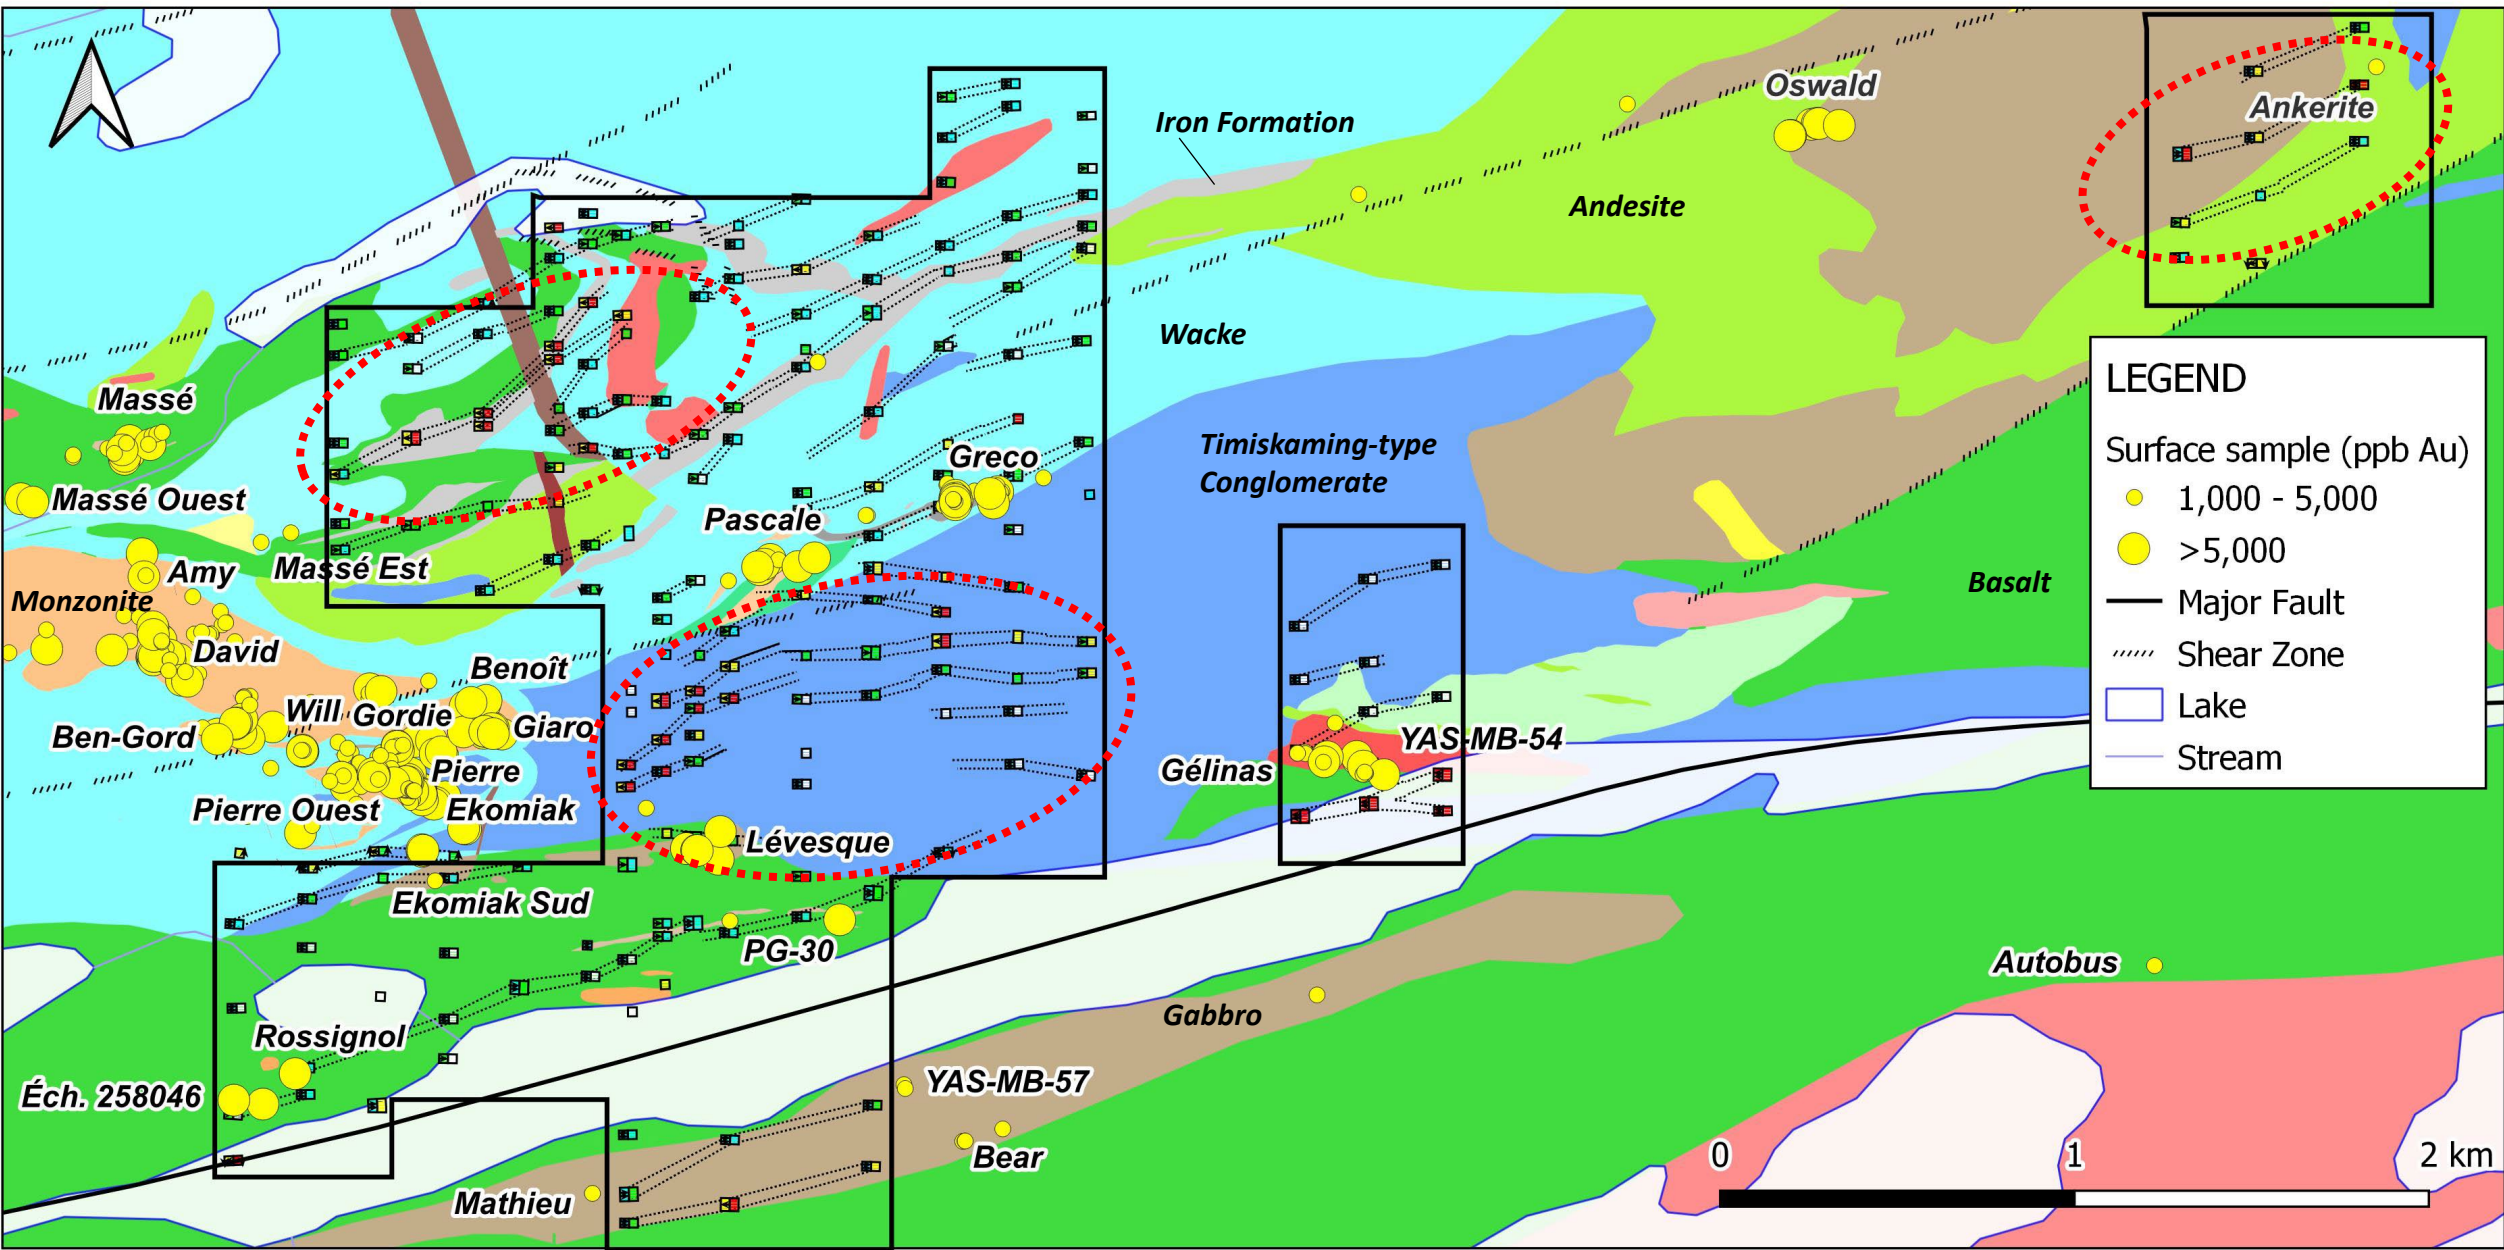 Oswald
Ankerite
Iron Formation
Andesite
Wacke
Massé
Massé Ouest
Greco
Timiskaming-type
Conglomerate
Pascale
Amy
Massé Est
Monzonite
David
Benoît
Basalt
Will
Gordie
Giaro
Ben-Gord
YAS-MB-54
Gélinas
Pierre
Pierre Ouest
Ekomiak
Lévesque
Ekomiak Sud
PG-30
Autobus
Rossignol
Gabbro
Éch. 258046
YAS-MB-57
Bear
Mathieu
LEGEND
Surface sample (ppb Au)
1,000 - 5,000
>5,000
Major Fault
Shear Zone
Lake
Stream
0 1 2 km